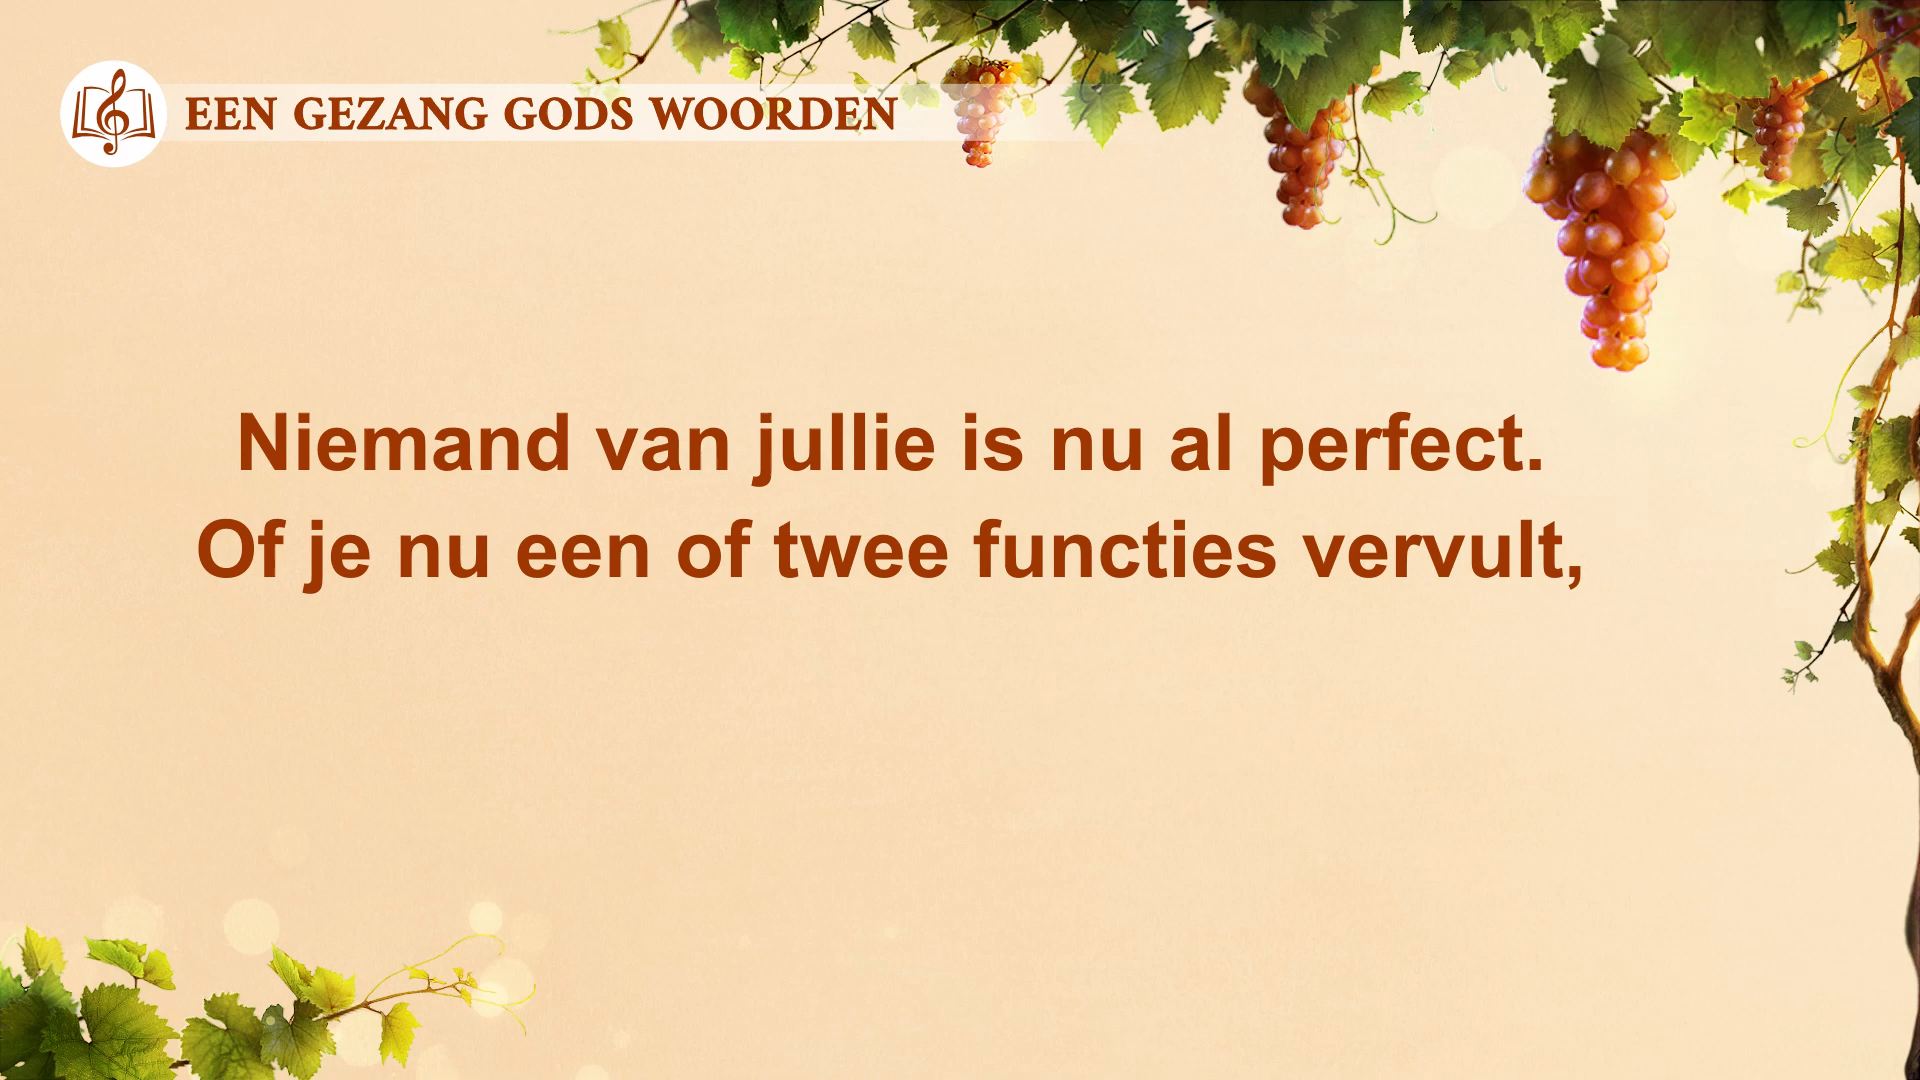 EEN GEZANG GODS WOORDEN
Niemand van jullie is nu al perfect.
Of je nu een of twee functies vervult,